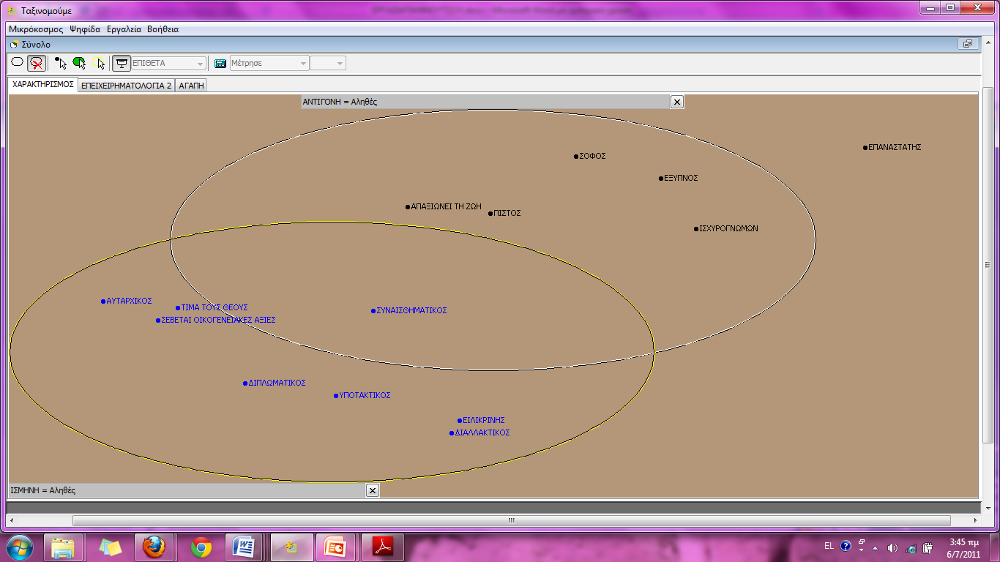 Ταξινομούμε
Μικρόκοσμος Ψηφίδα Εργαλεία Βοήθεια
Σύνολο
ΕΠΙΘΕΤΑ Μέτρησε
ΧΑΡΑΚΤΗΡΙΣΜΟΣ ΕΠΕΙΧΕΙΡΗΜΑΤΟΛΟΓΙΑ 2 ΑΓΑΠΗ
ΑΝΤΙΓΟΝΗ = Αληθές
ΕΠΑΝΑΣΤΑΤΗΣ
ΣΟΦΟΣ
ΕΞΥΠΝΟΣ
ΑΠΑΞΙΩΝΕΙ ΤΗ ΖΩΗ
ΠΙΣΤΟΣ
ΙΣΧΥΡΟΓΝΩΜΩΝ
ΑΥΤΑΡΧΙΚΟΣ
ΤΙΜΑ ΤΟΥΣ ΘΕΟΥΣ
ΣΥΝΑΙΣΘΗΜΑΤΙΚΟΣ
ΣΕΒΕΤΑΙ ΟΙΚΟΓΕΝΕΙΑΚΕΣ ΑΞΙΕΣ
ΔΙΠΛΩΜΑΤΙΚΟΣ
ΥΠΟΤΑΚΤΙΚΟΣ
ΕΙΛΙΚΡΙΝΗΣ
ΔΙΑΛΛΑΚΤΙΚΟΣ
ΙΣΜΗΝΗ = Αληθές
EL
3:45 πμ
6/7/2011